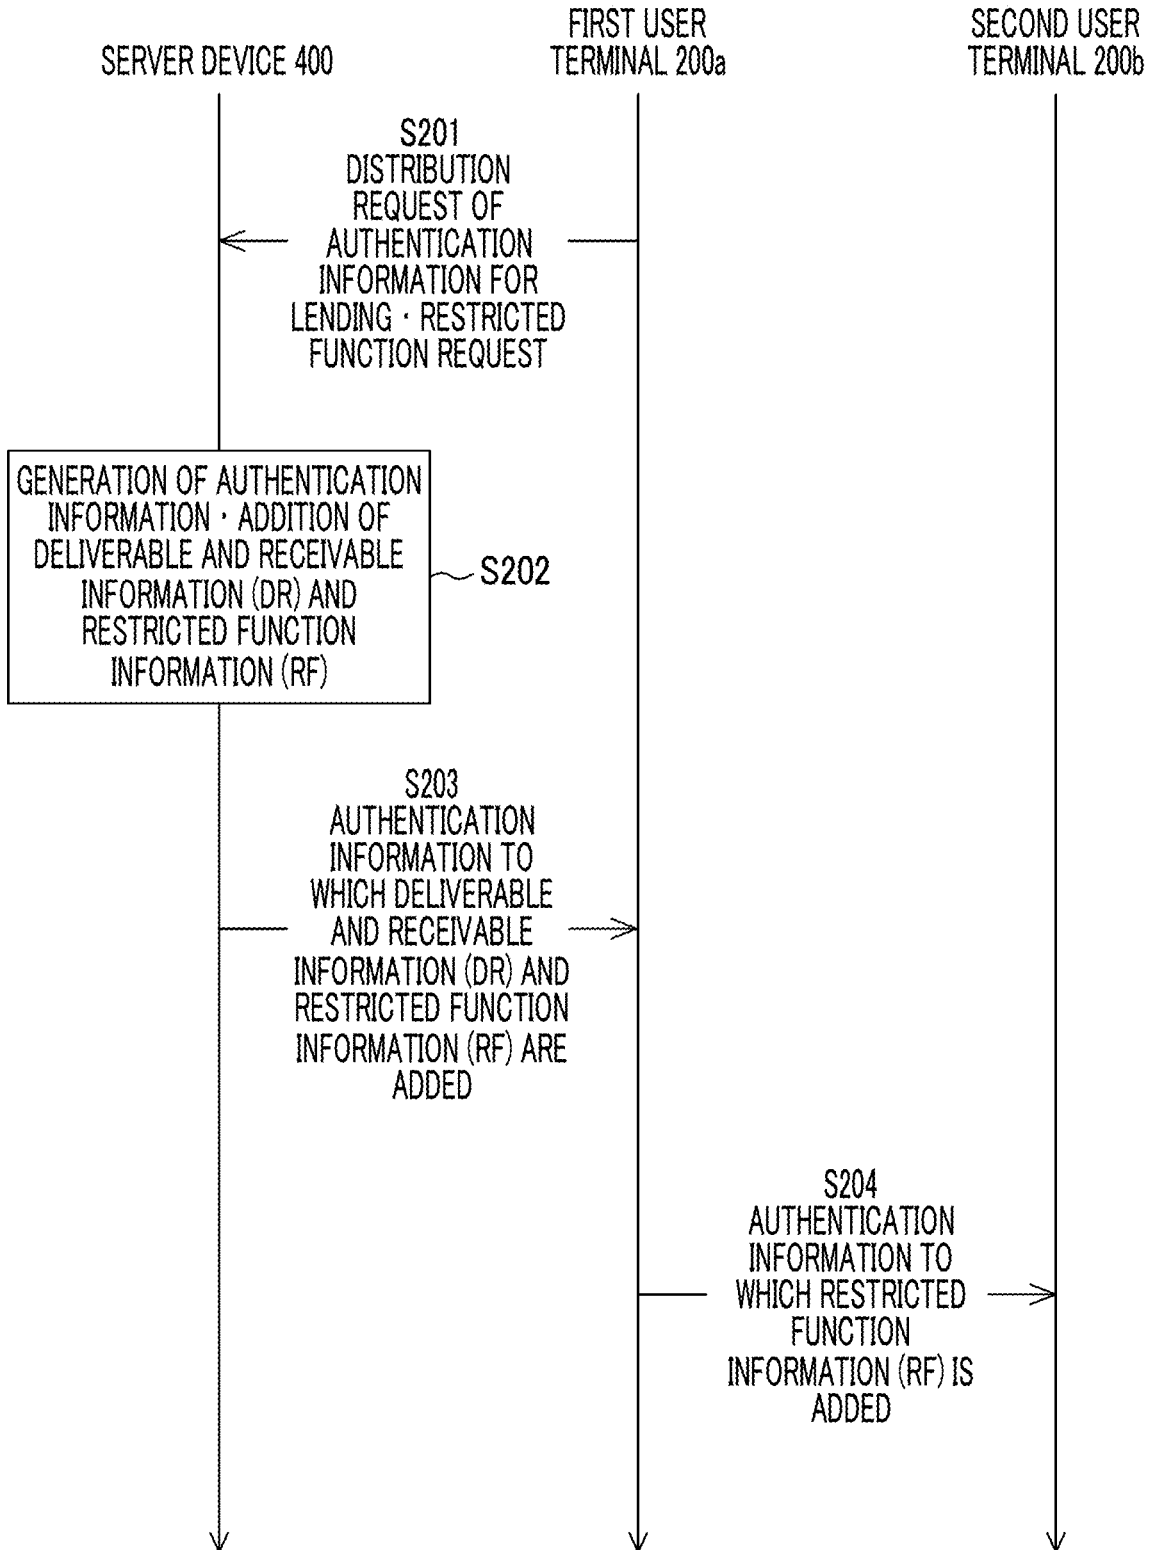 SERVER DEVICE 400
FIRST USER
TERMINAL 200a
SECOND USER
TERMINAL 200b
S201
DISTRIBUTION
REQUEST OF
AUTHENTICATION
INFORMATION FOR
LENDING・RESTRICTED
FUNCTION REQUEST
GENERATION OF AUTHENTICATION
INFORMATION・ADDITION OF
DELIVERABLE AND RECEIVABLE
INFORMATION (DR) AND
RESTRICTED FUNCTION
INFORMATION (RF)
S202
S203
AUTHENTICATION
INFORMATION TO
WHICH DELIVERABLE
AND RECEIVABLE
INFORMATION (DR) AND
RESTRICTED FUNCTION
INFORMATION (RF) ARE
ADDED
S204
AUTHENTICATION
INFORMATION TO
WHICH RESTRICTED
FUNCTION
INFORMATION (RF) IS
ADDED